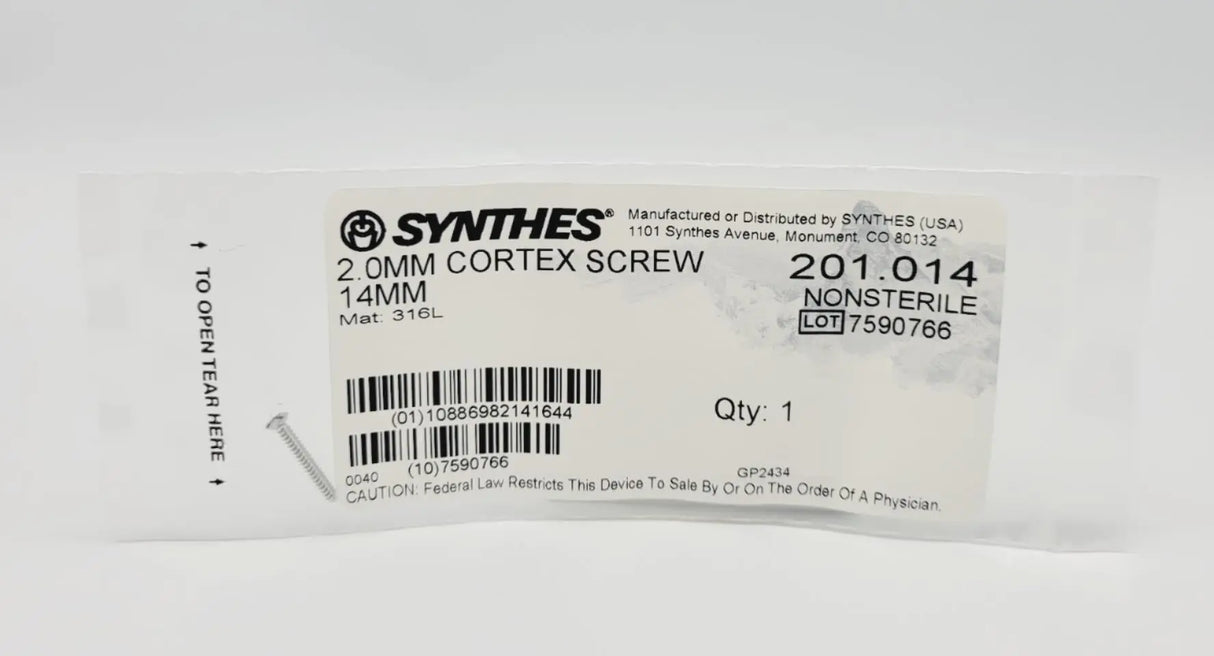 TO OPEN TEAR HERE
SYNTHES®
Manufactured or Distributed by SYNTHES (USA)
1101 Synthes Avenue, Monument, CO 80132
2.0MM CORTEX SCREW
14MM
Mat: 316L
201.014
NONSTERILE
LOT 7590766
(01)10886982141644
Qty: 1
(10)7590766
0040
GP2434
CAUTION: Federal Law Restricts This Device To Sale By Or On The Order Of A Physician.